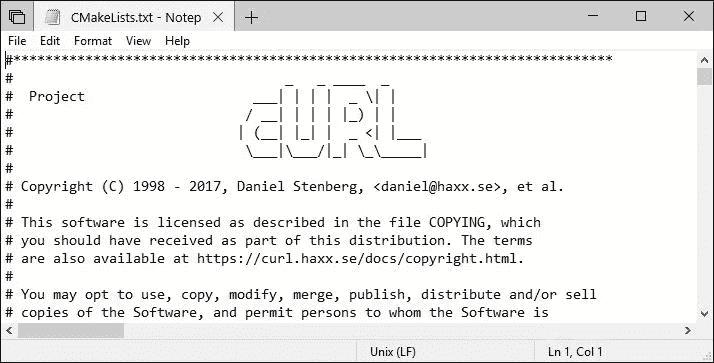 CMakeLists.txt - Notep
File Edit Format View Help
#***************************************************************************
#                                  _   _ ____  _
#  Project                     ___| | | |  _ \| |
#                             / __| | | | |_) | |
#                            | (__| |_| |  _ <| |___
#                             \___|\___/|_| \_\_____|
#
# Copyright (C) 1998 - 2017, Daniel Stenberg, <daniel@haxx.se>, et al.
#
# This software is licensed as described in the file COPYING, which
# you should have received as part of this distribution. The terms
# are also available at https://curl.haxx.se/docs/copyright.html.
#
# You may opt to use, copy, modify, merge, publish, distribute and/or sell
# copies of the Software, and permit persons to whom the Software is
Unix (LF) Ln 1, Col 1